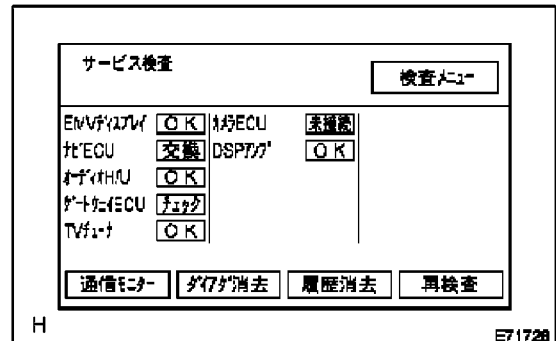 サービス検査
検査ﾒﾆｭｰ
EMVﾃﾞｨｽﾌﾟﾚｲ OK ｶﾒﾗECU 未接続
ﾅﾋﾞECU 交換 DSPｱﾝﾌﾟ OK
ｵｰﾃﾞｨｵH/U OK
ｹﾞｰﾄｳｪｲECU ﾁｪｯｸ
TVﾁｭｰﾅ OK
通信ﾓﾆﾀｰ ﾀﾞｲｱｸﾞ消去 履歴消去 再検査
H
E71726